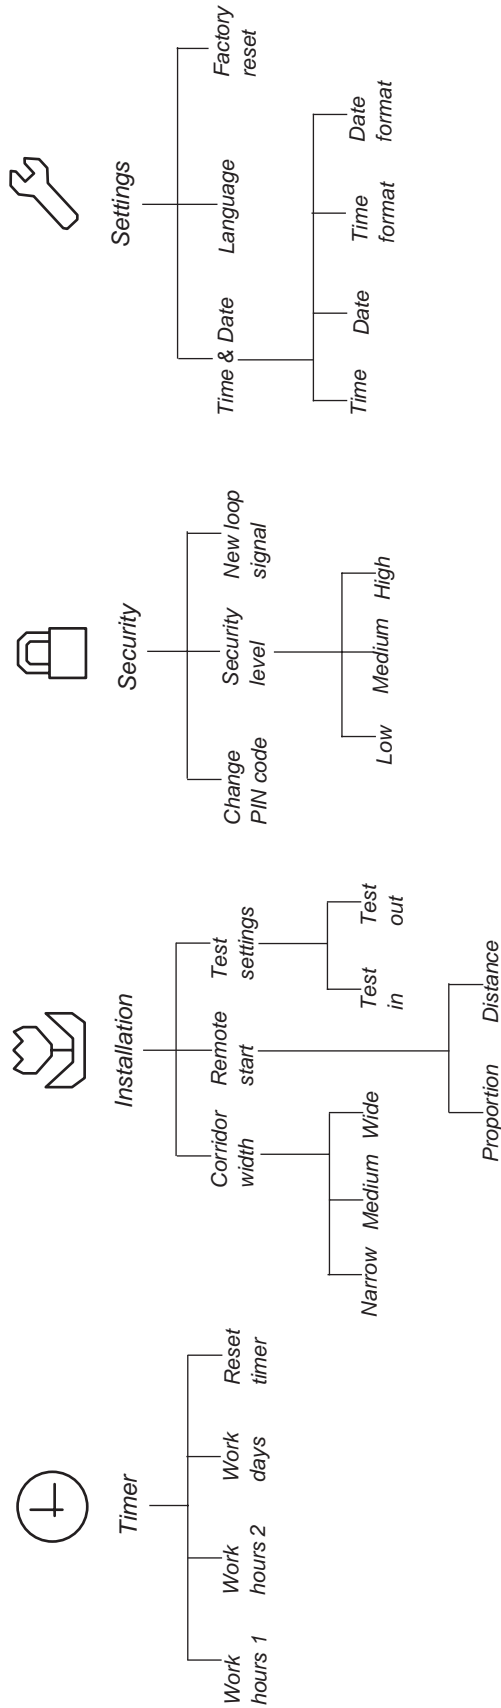 Timer
Work
hours 1
Work
hours 2
Work
days
Reset
timer
Installation
Corridor
width
Remote
start
Test
settings
Narrow
Medium
Wide
Test
in
Test
out
Proportion
Distance
Security
Change
PIN code
Security
level
New loop
signal
Low
Medium
High
Settings
Time & Date
Language
Factory
reset
Time
Date
Time
format
Date
format